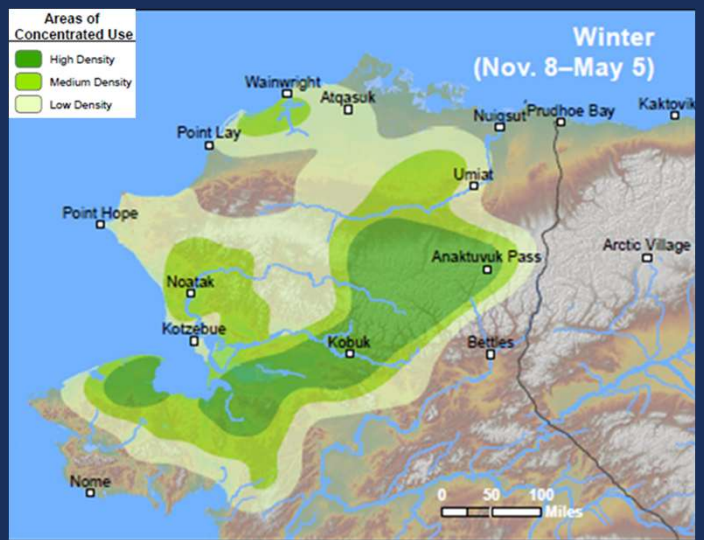 Areas of
Concentrated Use
High Density
Medium Density
Low Density
Winter
(Nov. 8–May 5)
Wainwright
Atqasuk
Nuiqsut
Prudhoe Bay
Kaktovik
Point Lay
Umiat
Point Hope
Anaktuvuk Pass
Arctic Village
Noatak
Kotzebue
Kobuk
Bettles
Nome
0 50 100
Miles